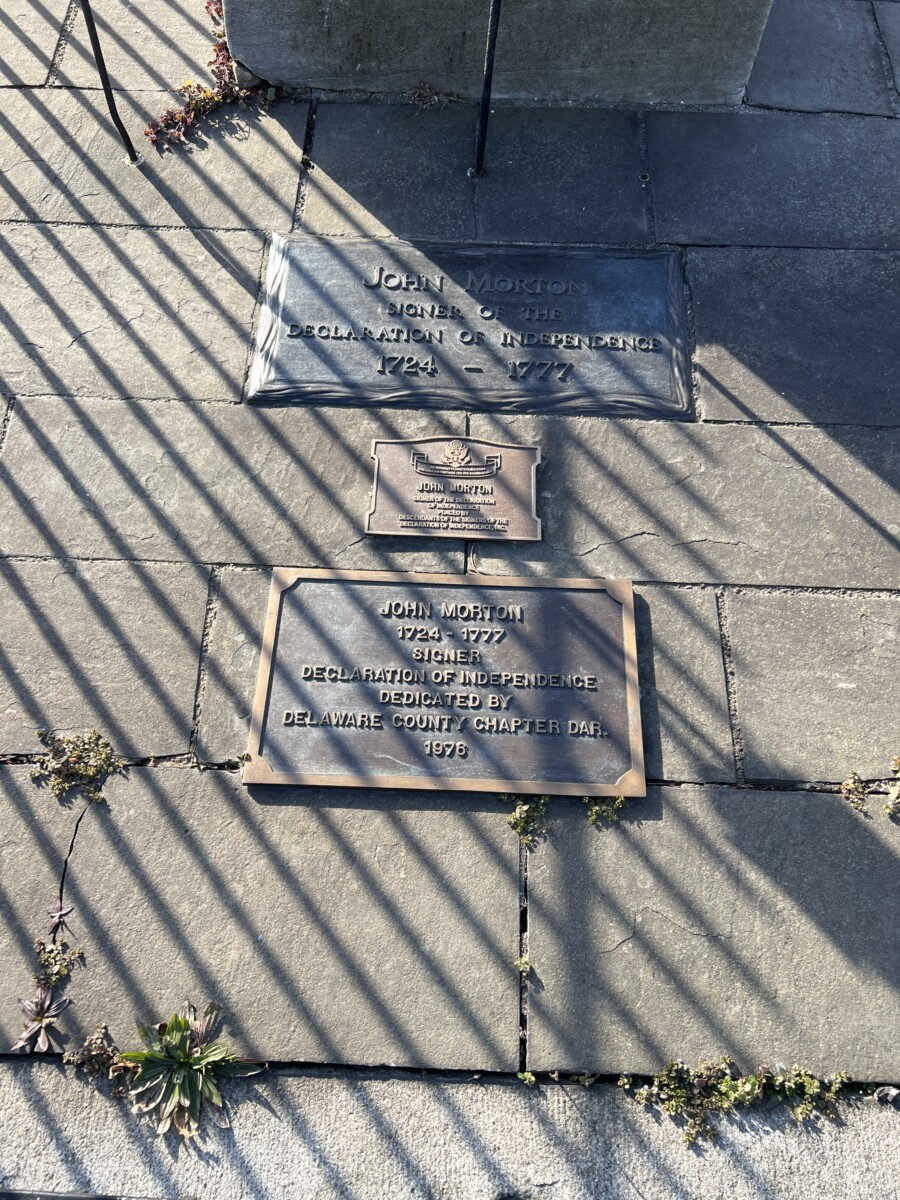 JOHN MORTON
SIGNER OF THE
DECLARATION OF INDEPENDENCE
1724 – 1777
JOHN MORTON
SIGNER OF THE DECLARATION
OF INDEPENDENCE
PLACED BY
DESCENDANTS OF THE SIGNERS OF THE
DECLARATION OF INDEPENDENCE, INC.
JOHN MORTON
1724 - 1777
SIGNER
DECLARATION OF INDEPENDENCE
DEDICATED BY
DELAWARE COUNTY CHAPTER DAR.
1976